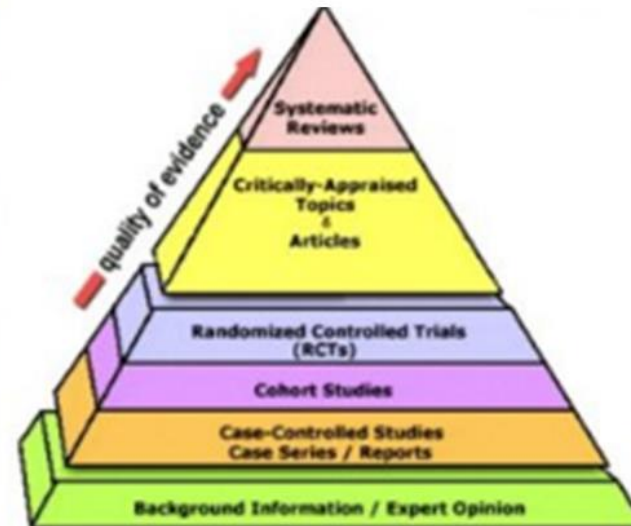 quality of evidence
Systematic
Reviews
Critically-Appraised
Topics
&
Articles
Randomized Controlled Trials
(RCTs)
Cohort Studies
Case-Controlled Studies
Case Series / Reports
Background Information / Expert Opinion